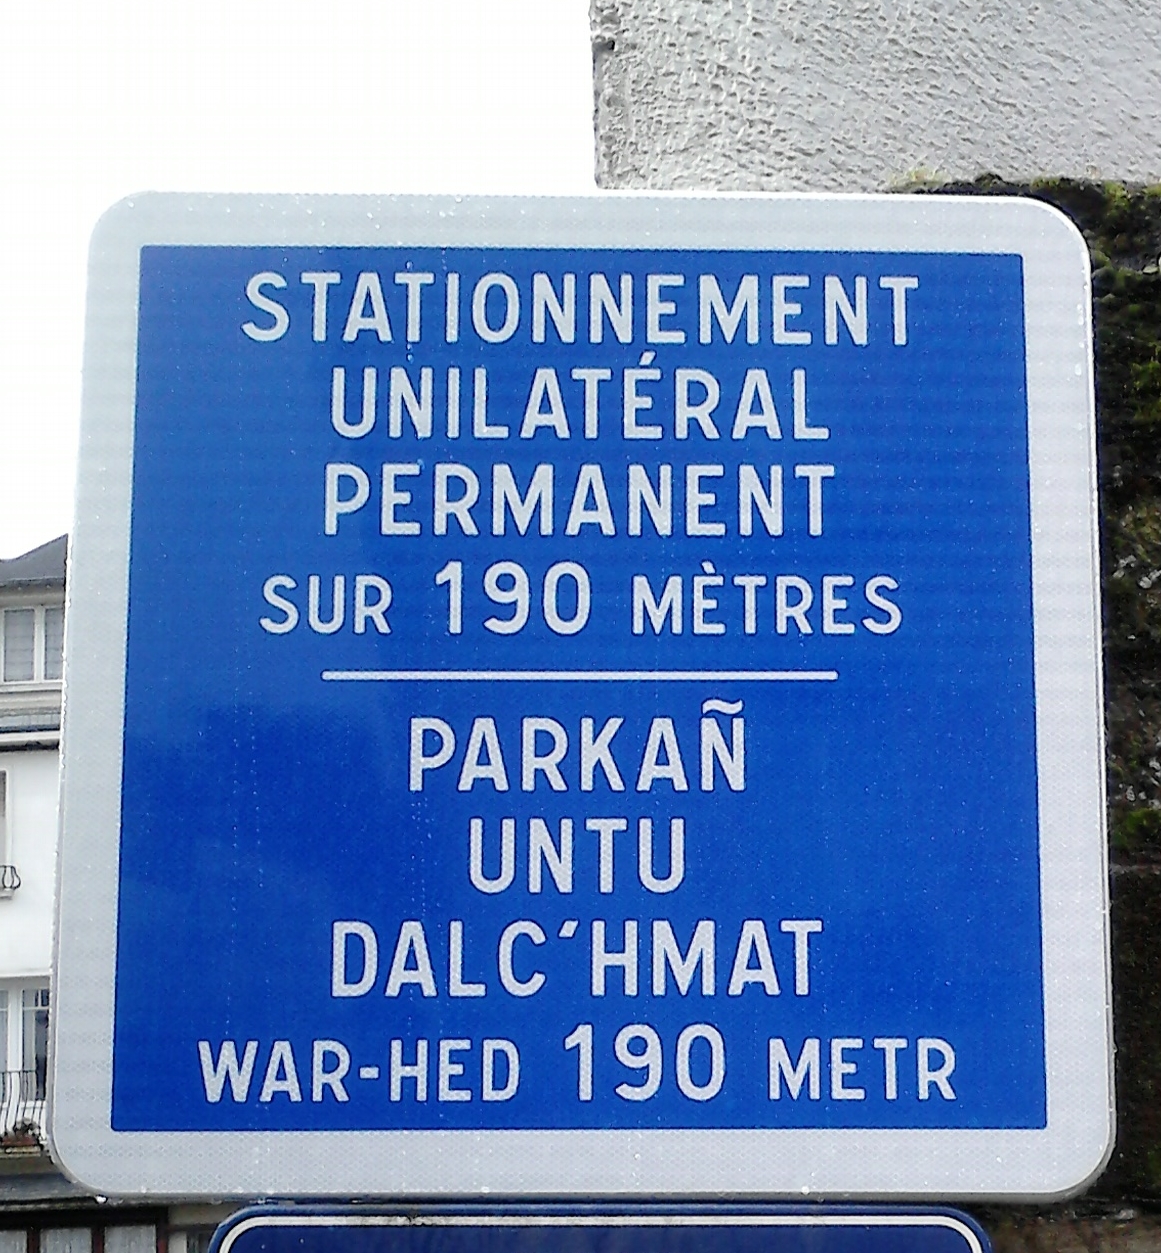 STATIONNEMENT
UNILATÉRAL
PERMANENT
SUR 190 MÈTRES
PARKAÑ
UNTU
DALC'HMAT
WAR-HED 190 METR